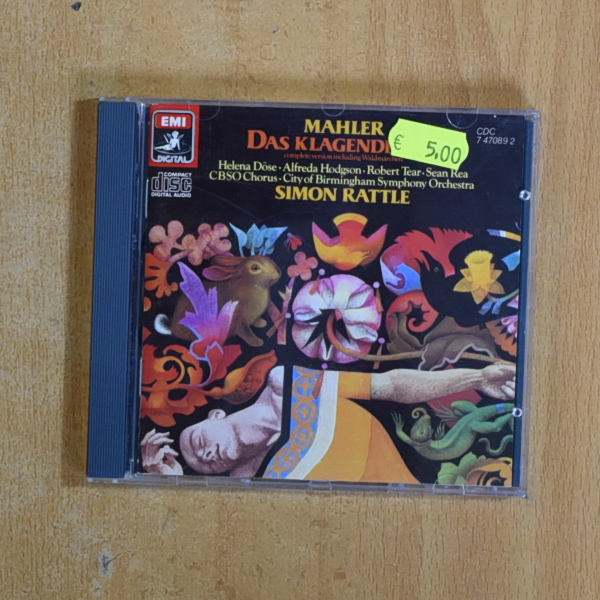 EMI
DIGITAL
COMPACT
disc
DIGITAL AUDIO
MAHLER
DAS KLAGENDE
complete version including Waldmärchen
Helena Döse · Alfreda Hodgson · Robert Tear · Sean Rea
CBSO Chorus · City of Birmingham Symphony Orchestra
SIMON RATTLE
€ 5,00
CDC
7 47089 2